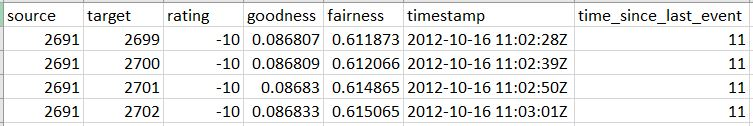 source target rating goodness fairness timestamp time_since_last_event
2691 2699 -10 0.086807 0.611873 2012-10-16 11:02:28Z 11
2691 2700 -10 0.086809 0.612066 2012-10-16 11:02:39Z 11
2691 2701 -10 0.08683 0.614865 2012-10-16 11:02:50Z 11
2691 2702 -10 0.086833 0.615065 2012-10-16 11:03:01Z 11